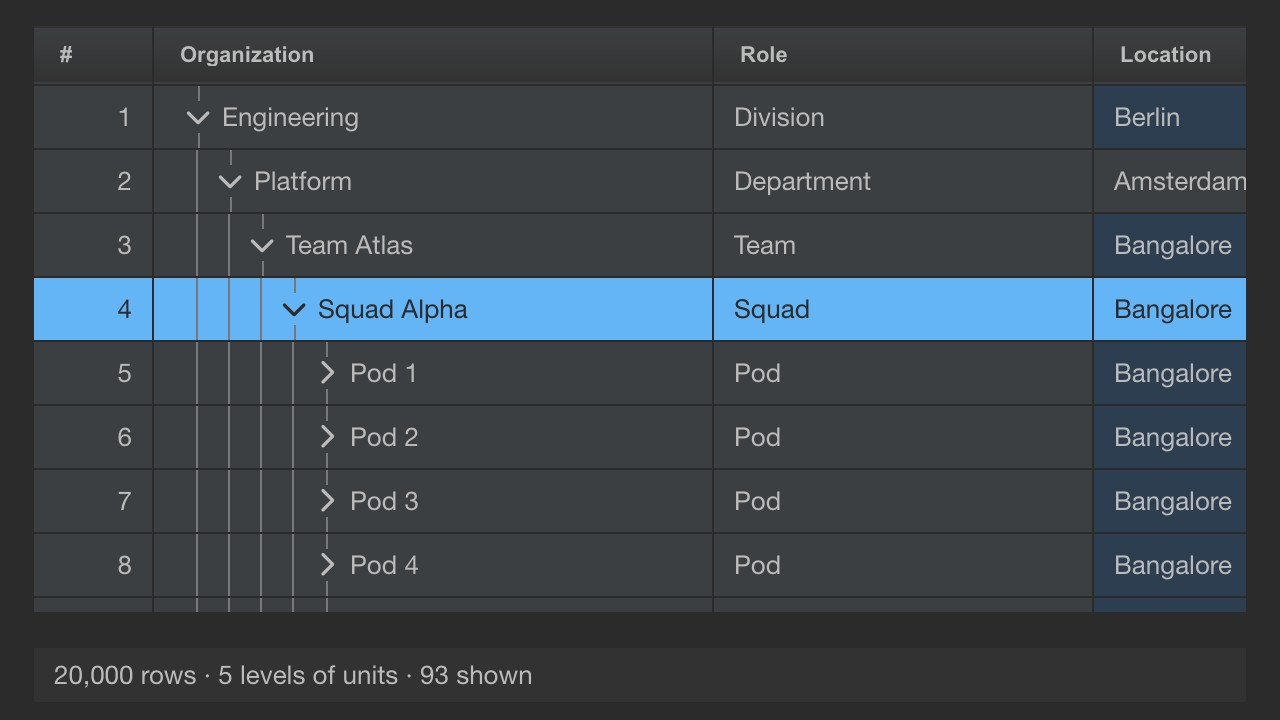 # Organization Role Location
1 Engineering Division Berlin
2 Platform Department Amsterdam
3 Team Atlas Team Bangalore
4 Squad Alpha Squad Bangalore
5 Pod 1 Pod Bangalore
6 Pod 2 Pod Bangalore
7 Pod 3 Pod Bangalore
8 Pod 4 Pod Bangalore
20,000 rows · 5 levels of units · 93 shown